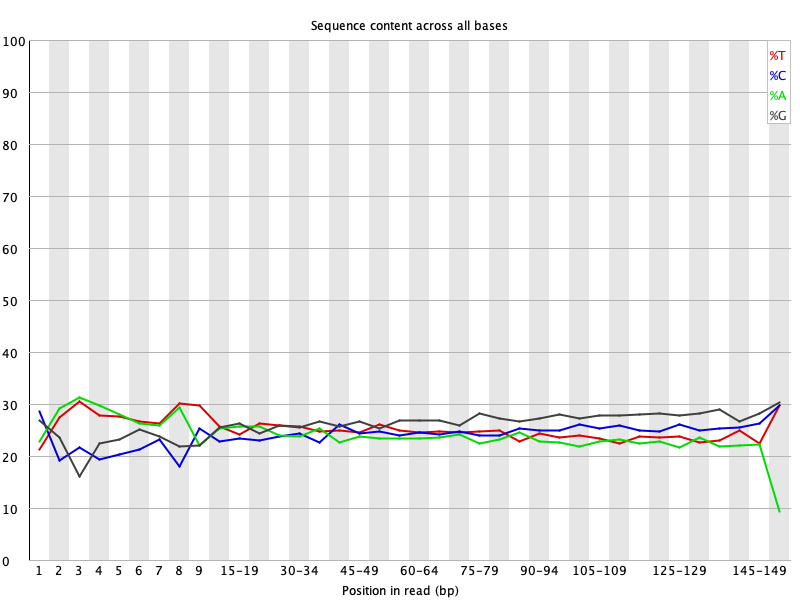 Sequence content across all bases
100
90
80
70
60
50
40
30
20
10
0
%T
%C
%A
%G
1 2 3 4 5 6 7 8 9 15-19 30-34 45-49 60-64 75-79 90-94 105-109 125-129 145-149
Position in read (bp)